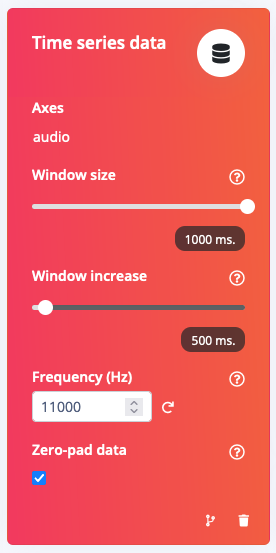 Time series data
Axes
audio
Window size
1000 ms.
Window increase
500 ms.
Frequency (Hz)
11000
Zero-pad data